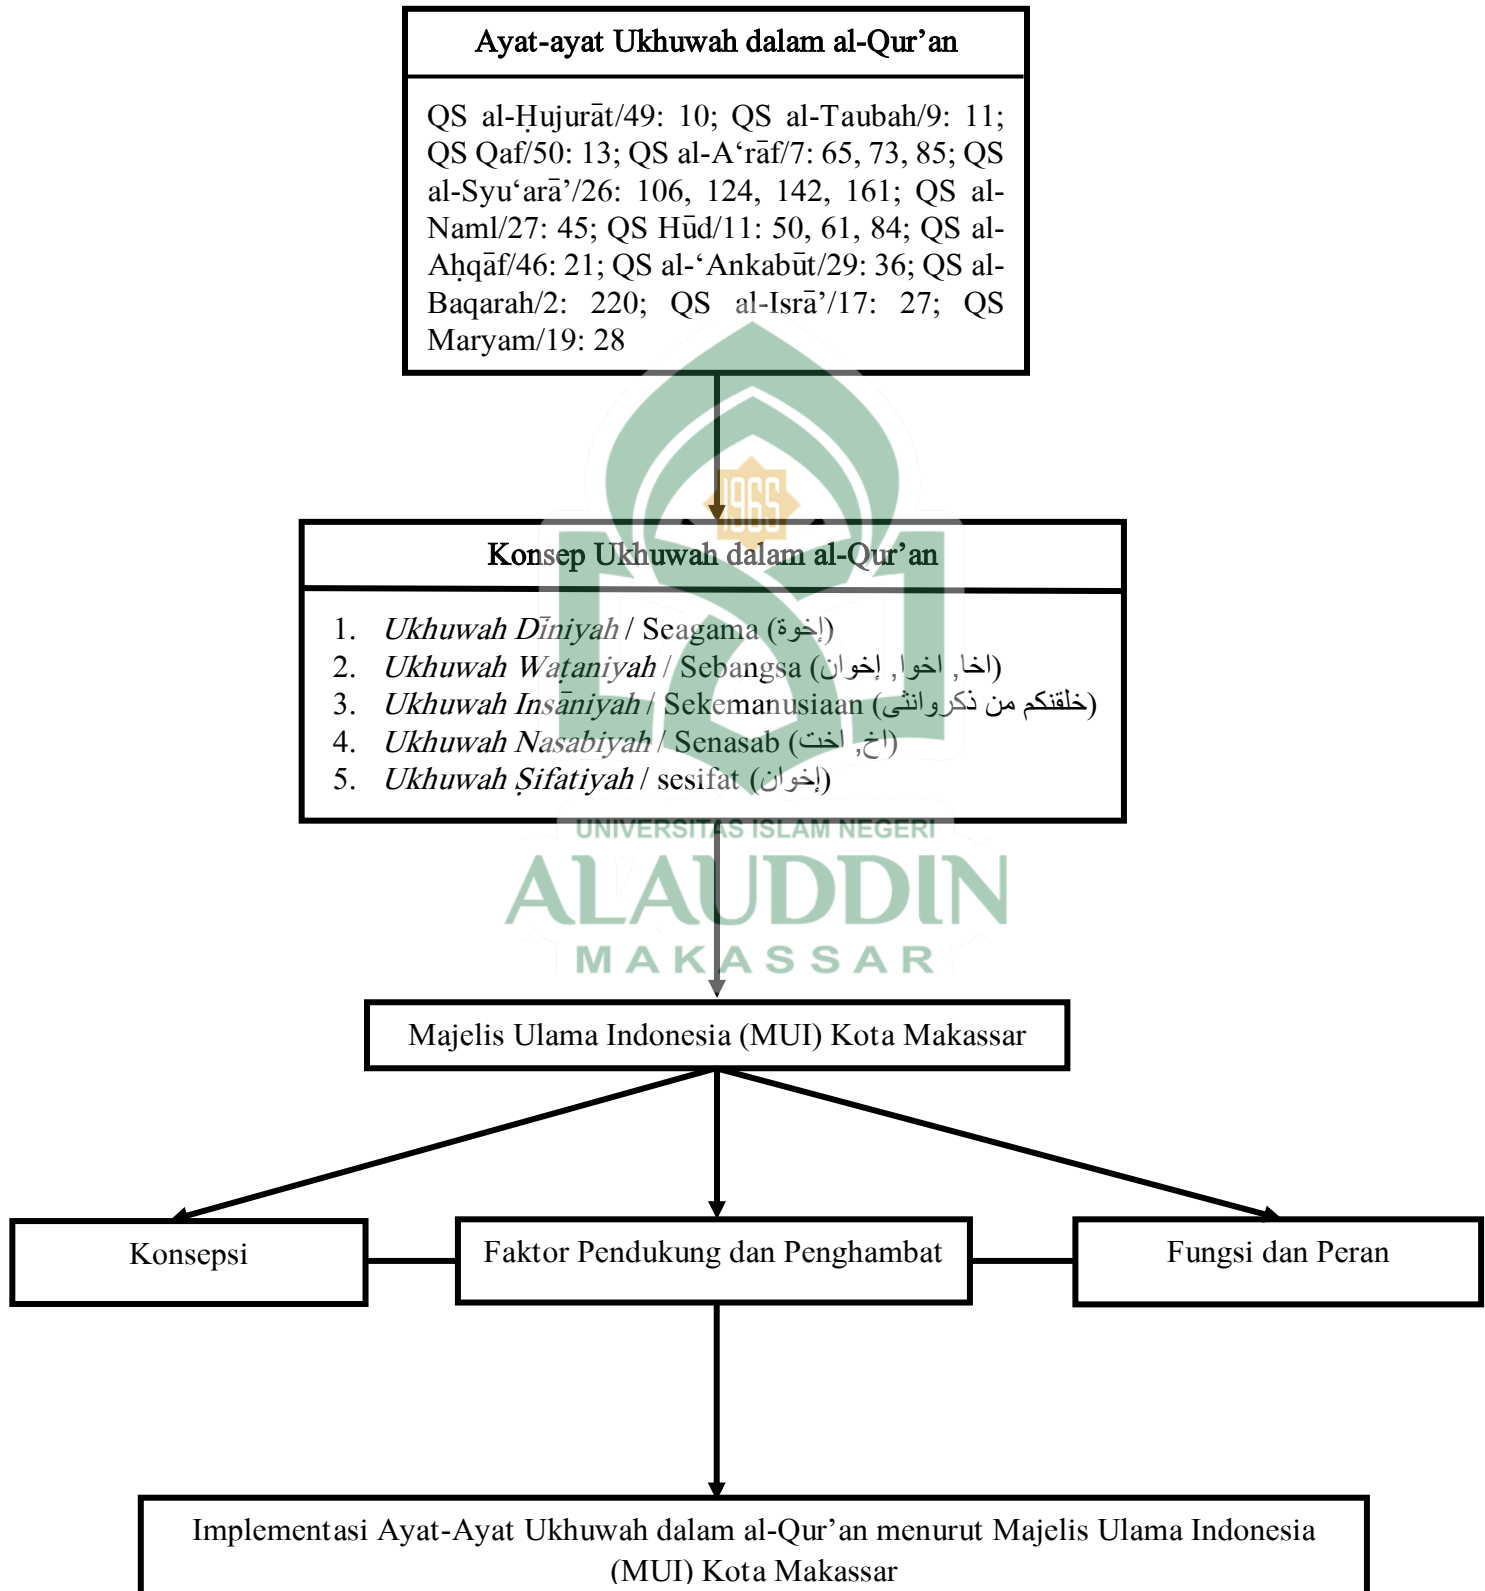 Ayat-ayat Ukhuwah dalam al-Qur’an
QS al-Ḥujurāt/49: 10; QS al-Taubah/9: 11;
QS Qaf/50: 13; QS al-A‘rāf/7: 65, 73, 85; QS
al-Syu‘arā’/26: 106, 124, 142, 161; QS al-
Naml/27: 45; QS Hūd/11: 50, 61, 84; QS al-
Aḥqāf/46: 21; QS al-‘Ankabūt/29: 36; QS al-
Baqarah/2: 220; QS al-Isrā’/17: 27; QS
Maryam/19: 28
1965
Konsep Ukhuwah dalam al-Qur’an
1. Ukhuwah Dīniyah / Seagama (إخوة)
2. Ukhuwah Waṭaniyah / Sebangsa (اخا, اخوا, إخوان)
3. Ukhuwah Insāniyah / Sekemanusiaan (خلقنكم من ذكروانثى)
4. Ukhuwah Nasabiyah / Senasab (اخ, اخت)
5. Ukhuwah Ṣifatiyah / sesifat (إخوان)
UNIVERSITAS ISLAM NEGERI
ALAUDDIN
MAKASSAR
Majelis Ulama Indonesia (MUI) Kota Makassar
Konsepsi
Faktor Pendukung dan Penghambat
Fungsi dan Peran
Implementasi Ayat-Ayat Ukhuwah dalam al-Qur’an menurut Majelis Ulama Indonesia
(MUI) Kota Makassar